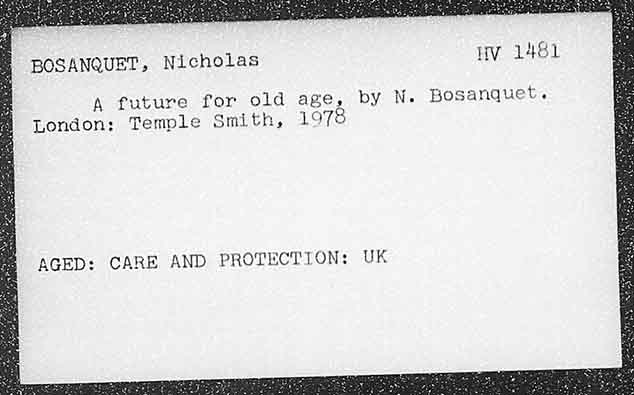 BOSANQUET, Nicholas HV 1481
A future for old age, by N. Bosanquet.
London: Temple Smith, 1978
AGED: CARE AND PROTECTION: UK